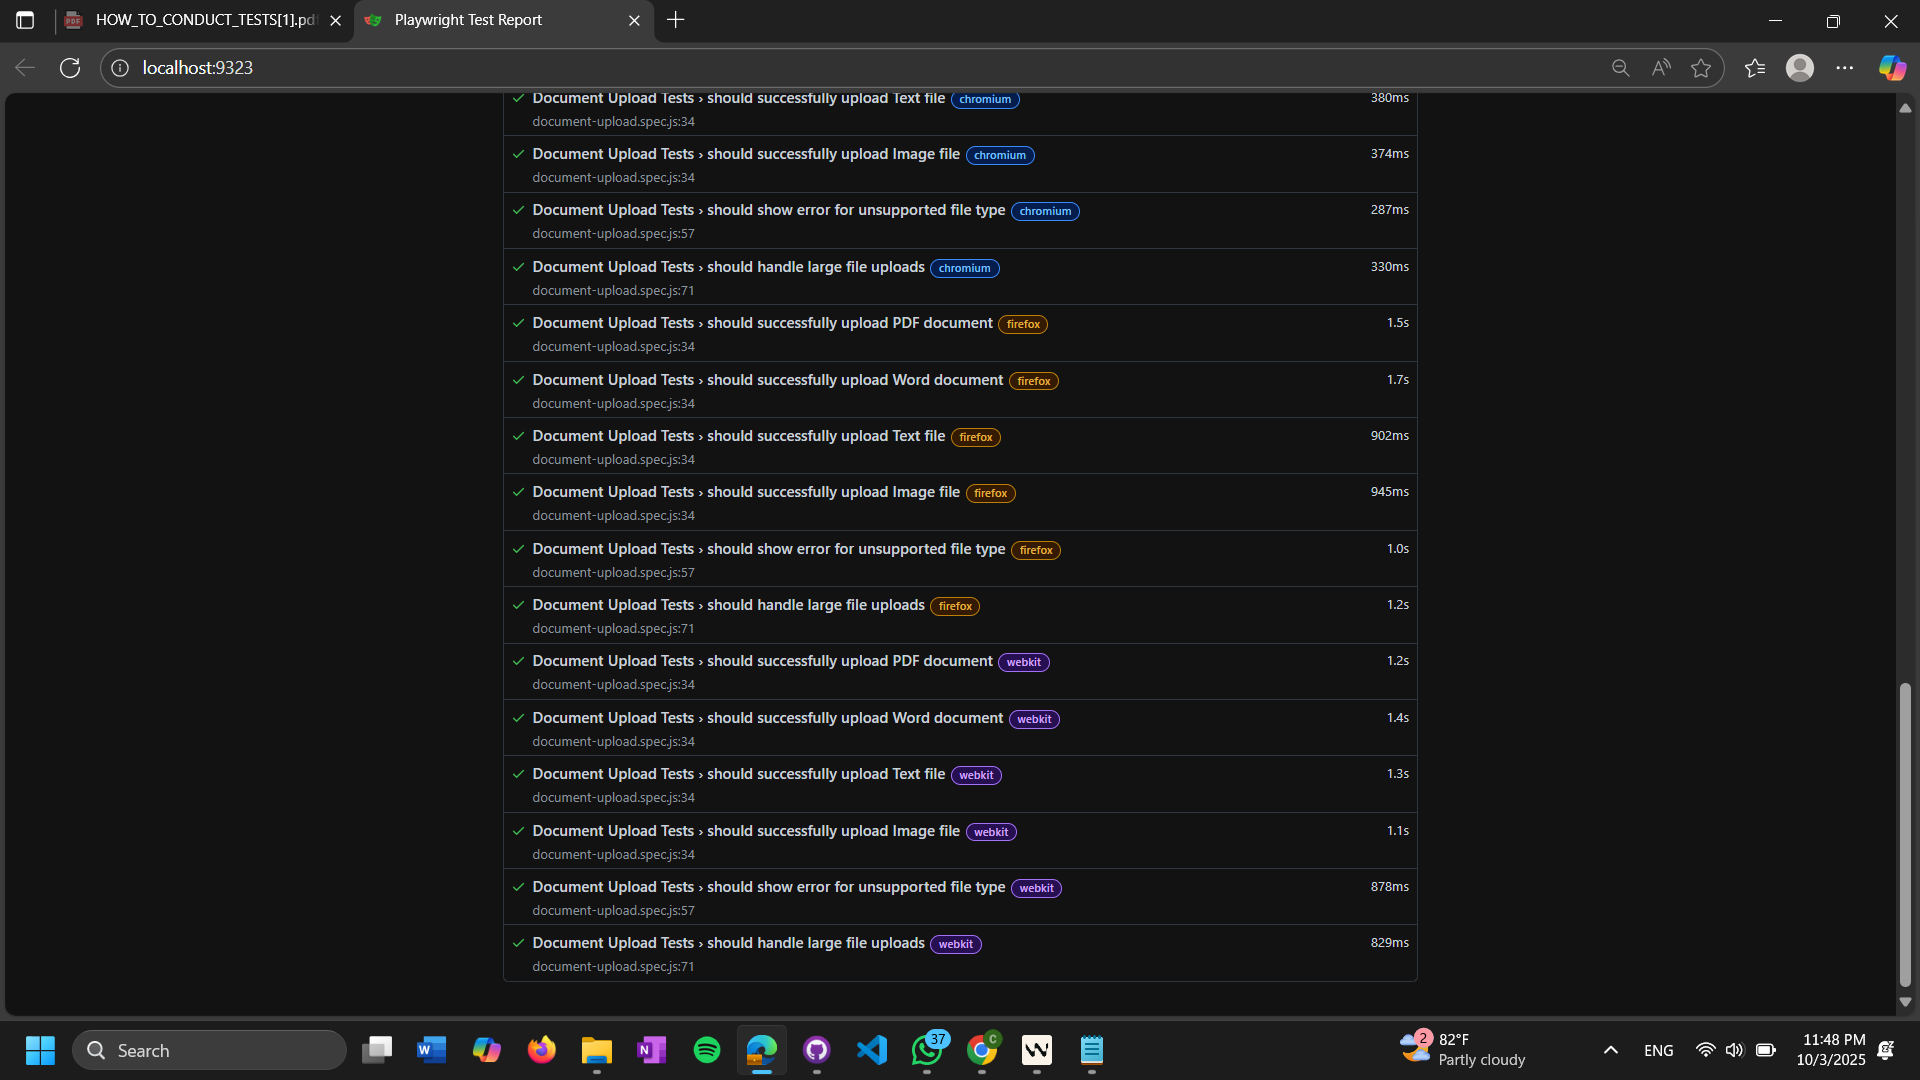 HOW_TO_CONDUCT_TESTS[1].pd
Playwright Test Report
localhost:9323
Document Upload Tests › should successfully upload Text file chromium 380ms
document-upload.spec.js:34
Document Upload Tests › should successfully upload Image file chromium 374ms
document-upload.spec.js:34
Document Upload Tests › should show error for unsupported file type chromium 287ms
document-upload.spec.js:57
Document Upload Tests › should handle large file uploads chromium 330ms
document-upload.spec.js:71
Document Upload Tests › should successfully upload PDF document firefox 1.5s
document-upload.spec.js:34
Document Upload Tests › should successfully upload Word document firefox 1.7s
document-upload.spec.js:34
Document Upload Tests › should successfully upload Text file firefox 902ms
document-upload.spec.js:34
Document Upload Tests › should successfully upload Image file firefox 945ms
document-upload.spec.js:34
Document Upload Tests › should show error for unsupported file type firefox 1.0s
document-upload.spec.js:57
Document Upload Tests › should handle large file uploads firefox 1.2s
document-upload.spec.js:71
Document Upload Tests › should successfully upload PDF document webkit 1.2s
document-upload.spec.js:34
Document Upload Tests › should successfully upload Word document webkit 1.4s
document-upload.spec.js:34
Document Upload Tests › should successfully upload Text file webkit 1.3s
document-upload.spec.js:34
Document Upload Tests › should successfully upload Image file webkit 1.1s
document-upload.spec.js:34
Document Upload Tests › should show error for unsupported file type webkit 878ms
document-upload.spec.js:57
Document Upload Tests › should handle large file uploads webkit 829ms
document-upload.spec.js:71
Search
37
C
2
82°F
Partly cloudy
ENG
11:48 PM
10/3/2025